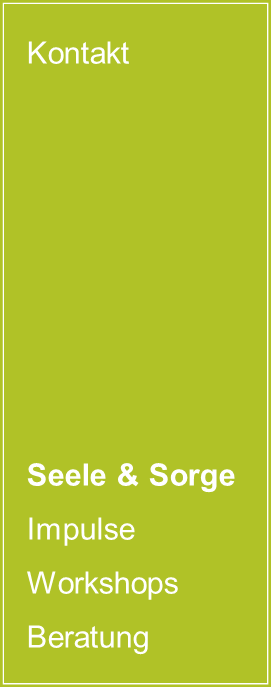 Kontakt
Seele & Sorge
Impulse
Workshops
Beratung